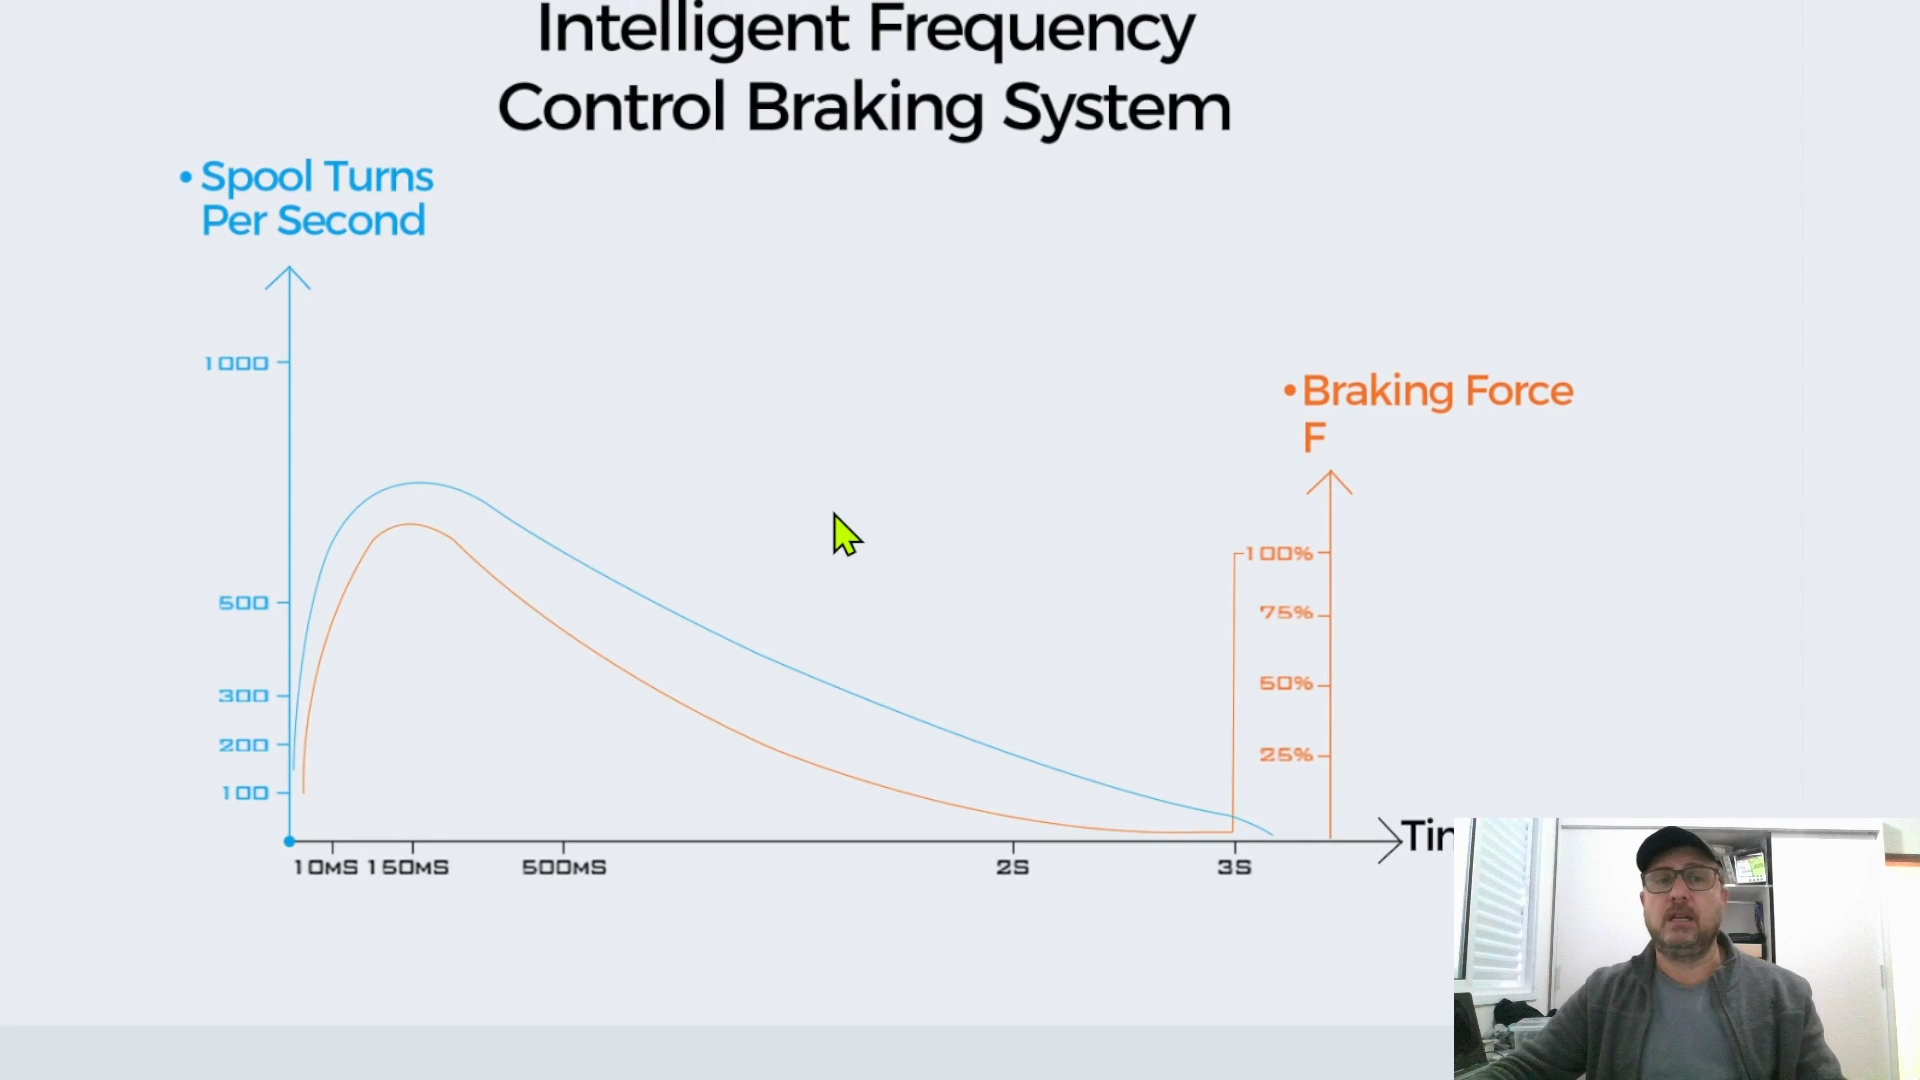 Intelligent Frequency
Control Braking System
• Spool Turns
Per Second
1000
500
300
200
100
• Braking Force
F
100%
75%
50%
25%
10MS 150MS 500MS 2S 3S